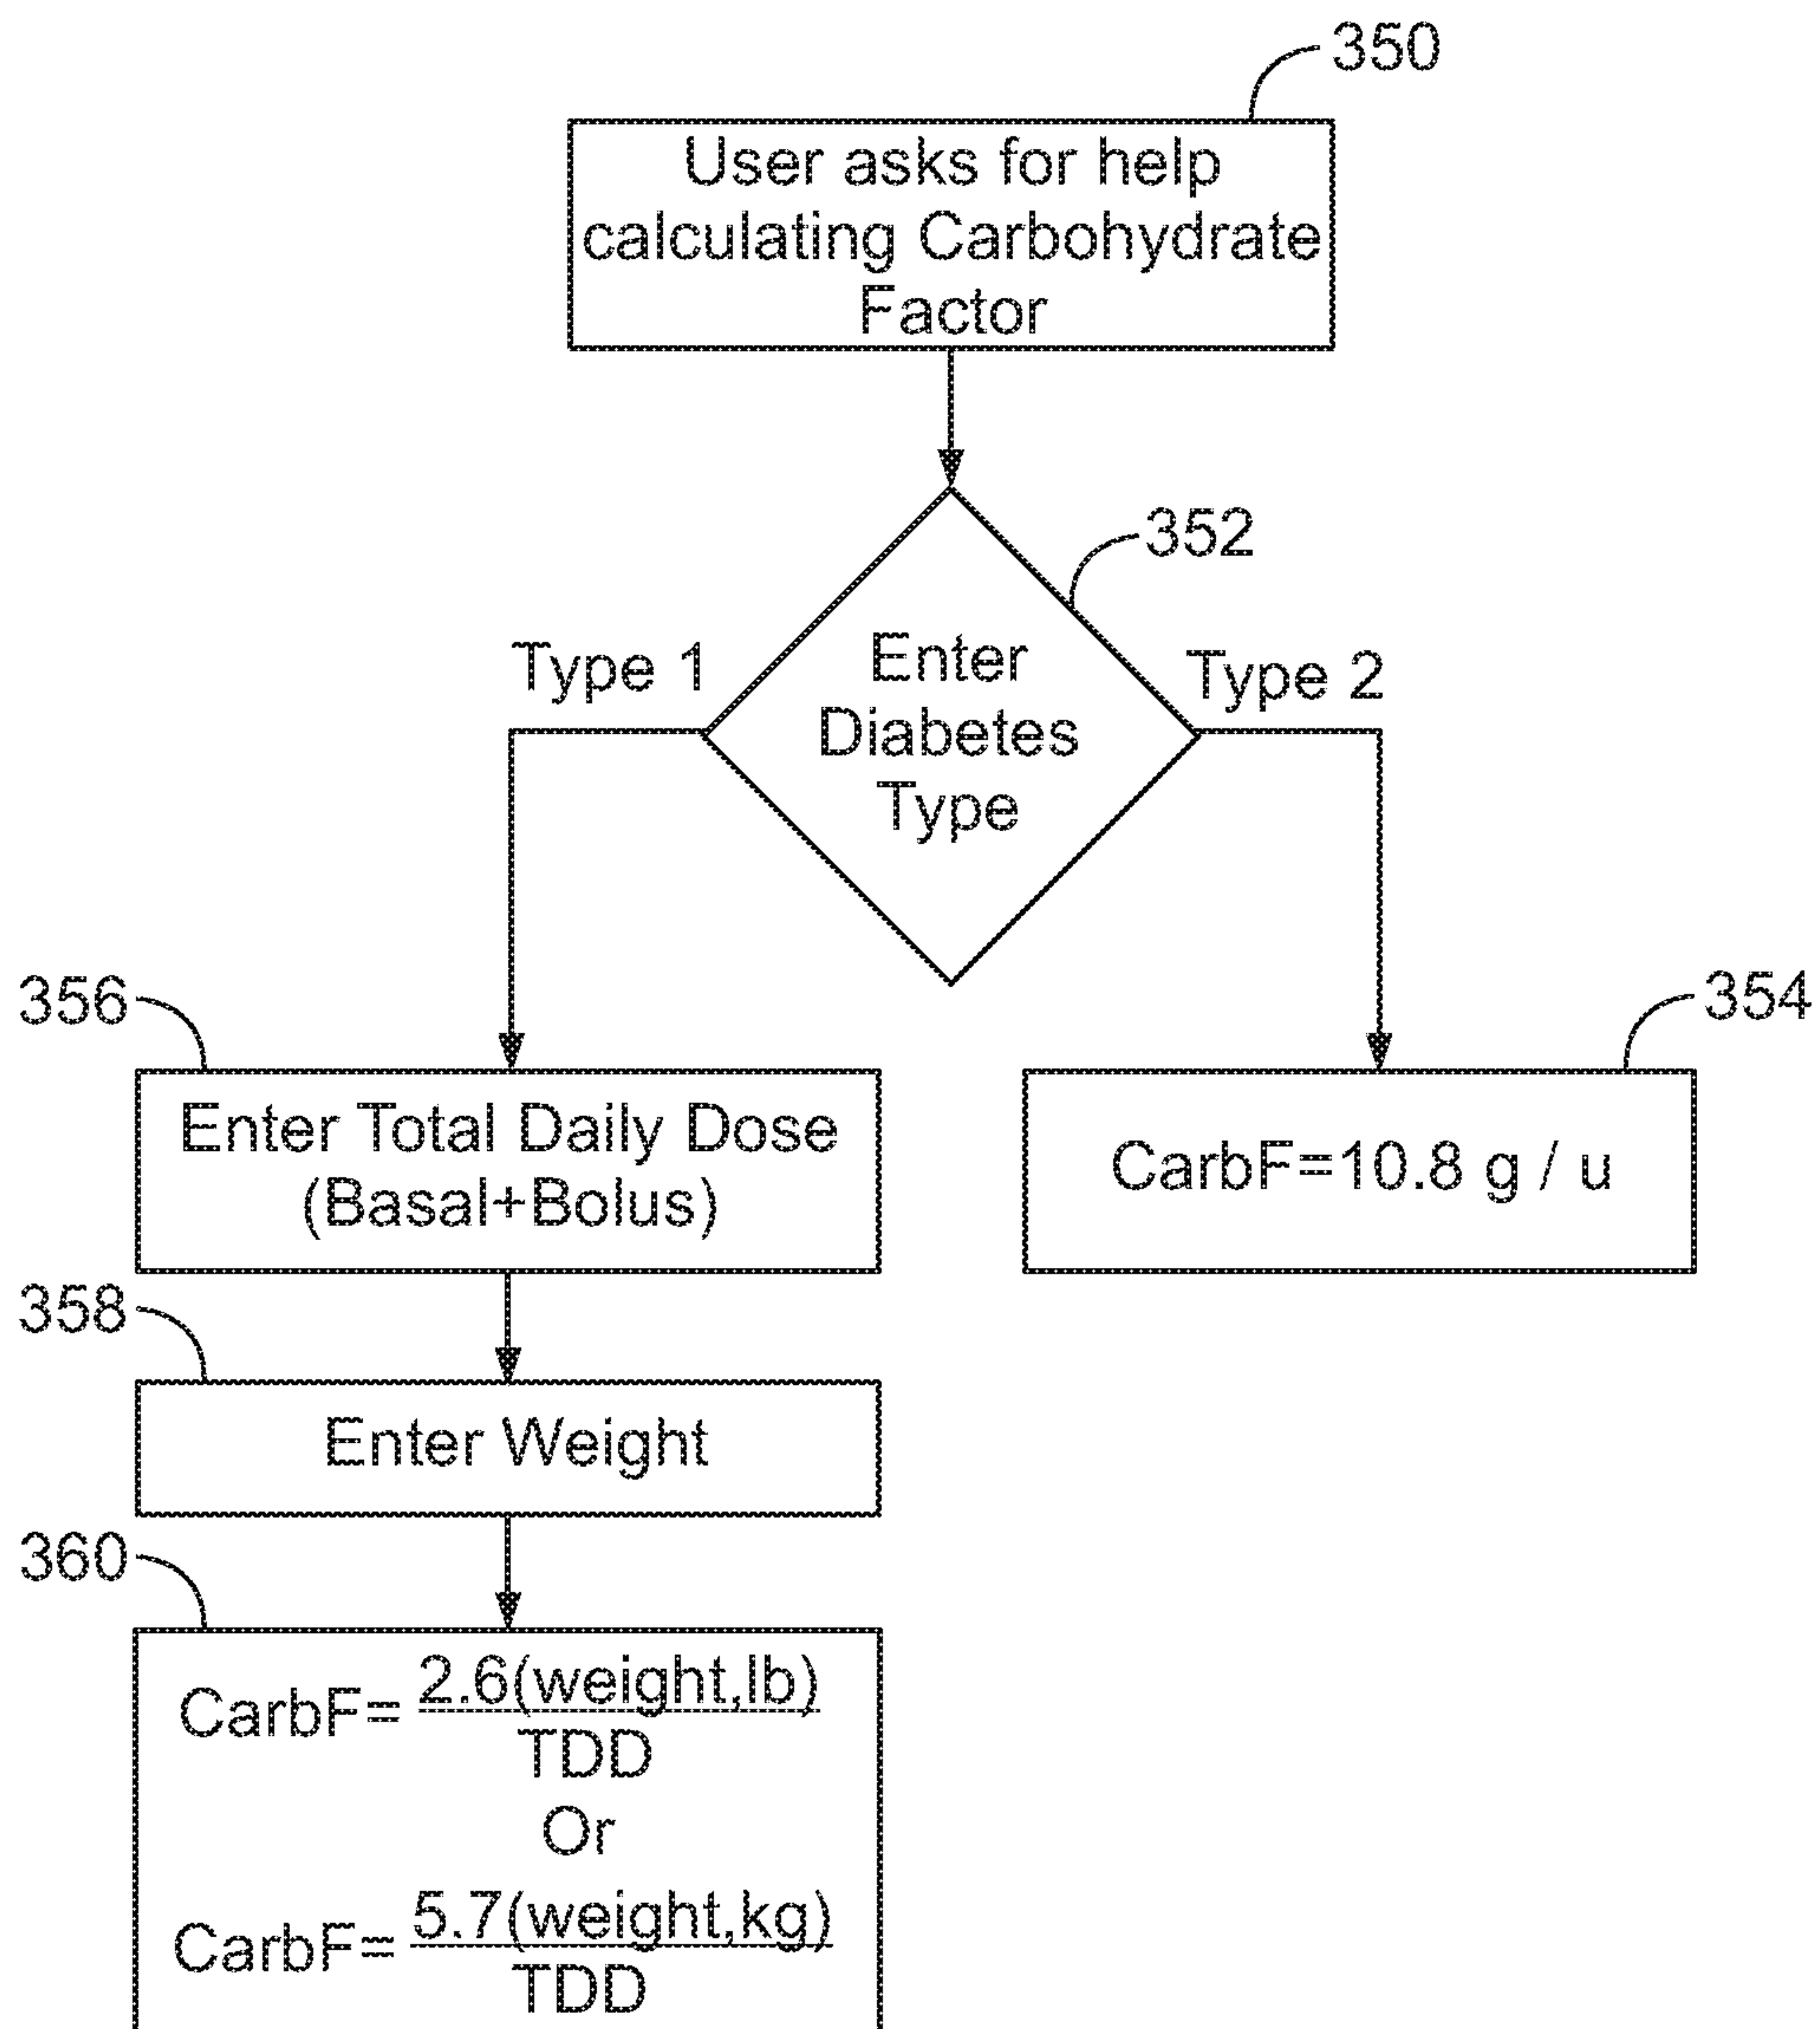 350
User asks for help
calculating Carbohydrate
Factor
352
Type 1
Enter
Diabetes
Type
Type 2
356
Enter Total Daily Dose
(Basal+Bolus)
354
CarbF=10.8 g / u
358
Enter Weight
360
CarbF= 2.6(weight,lb)
TDD
Or
CarbF= 5.7(weight,kg)
TDD